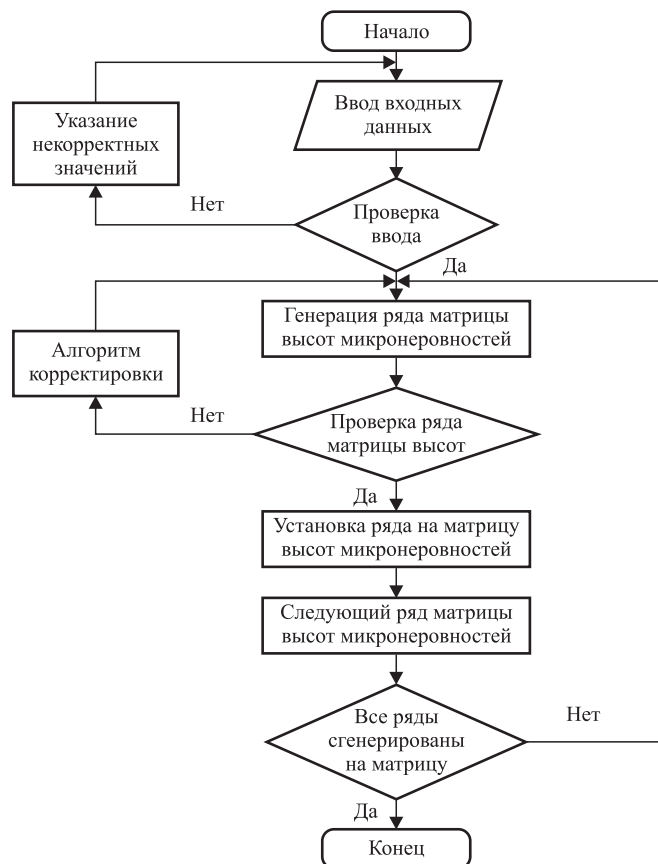 Начало
Ввод входных
данных
Указание
некорректных
значений
Нет
Проверка
ввода
Да
Генерация ряда матрицы
высот микронеровностей
Алгоритм
корректировки
Нет
Проверка ряда
матрицы высот
Да
Установка ряда на матрицу
высот микронеровностей
Следующий ряд матрицы
высот микронеровностей
Все ряды
сгенерированы
на матрицу
Нет
Да
Конец